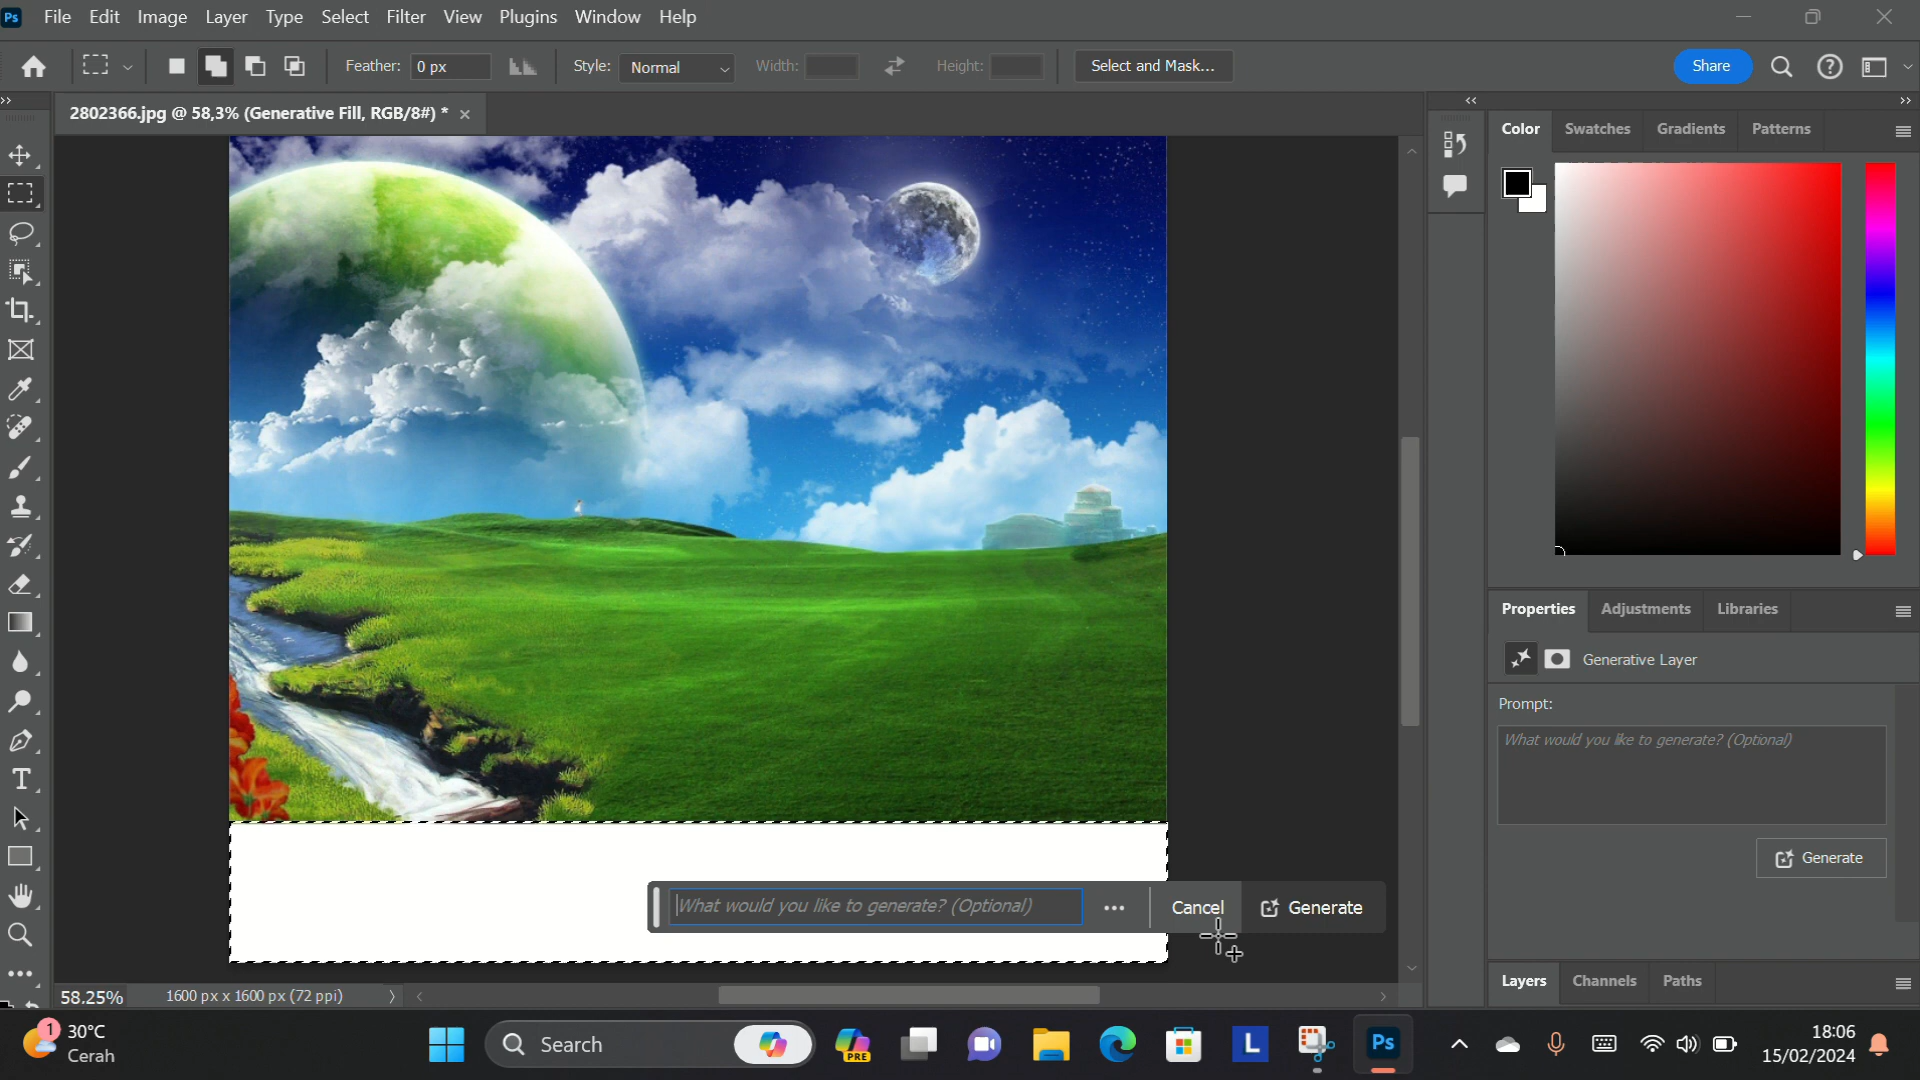 Ps File Edit Image Layer Type Select Filter View Plugins Window Help
Feather: 0 px Style: Normal Width: Height: Select and Mask... Share
2802366.jpg @ 58,3% (Generative Fill, RGB/8#) *
Color Swatches Gradients Patterns
Properties Adjustments Libraries
Generative Layer
Prompt:
What would you like to generate? (Optional)
Generate
What would you like to generate? (Optional) Cancel Generate
Layers Channels Paths
58,25% 1600 px x 1600 px (72 ppi)
1 30°C
Cerah
Search
PRE
L
Ps
18:06
15/02/2024